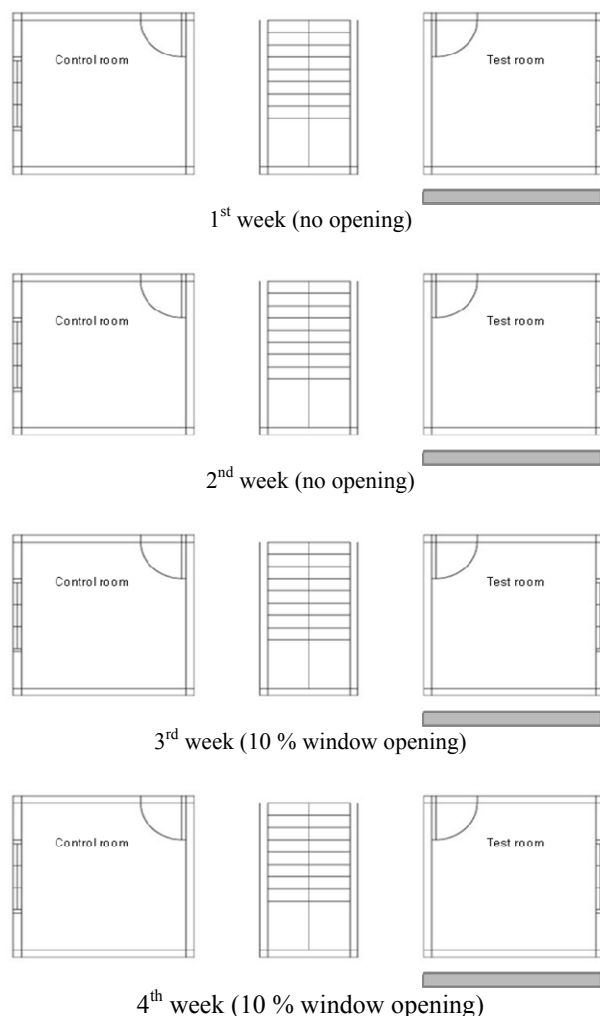 Control room Test room
1st week (no opening)
Control room Test room
2nd week (no opening)
Control room Test room
3rd week (10 % window opening)
Control room Test room
4th week (10 % window opening)